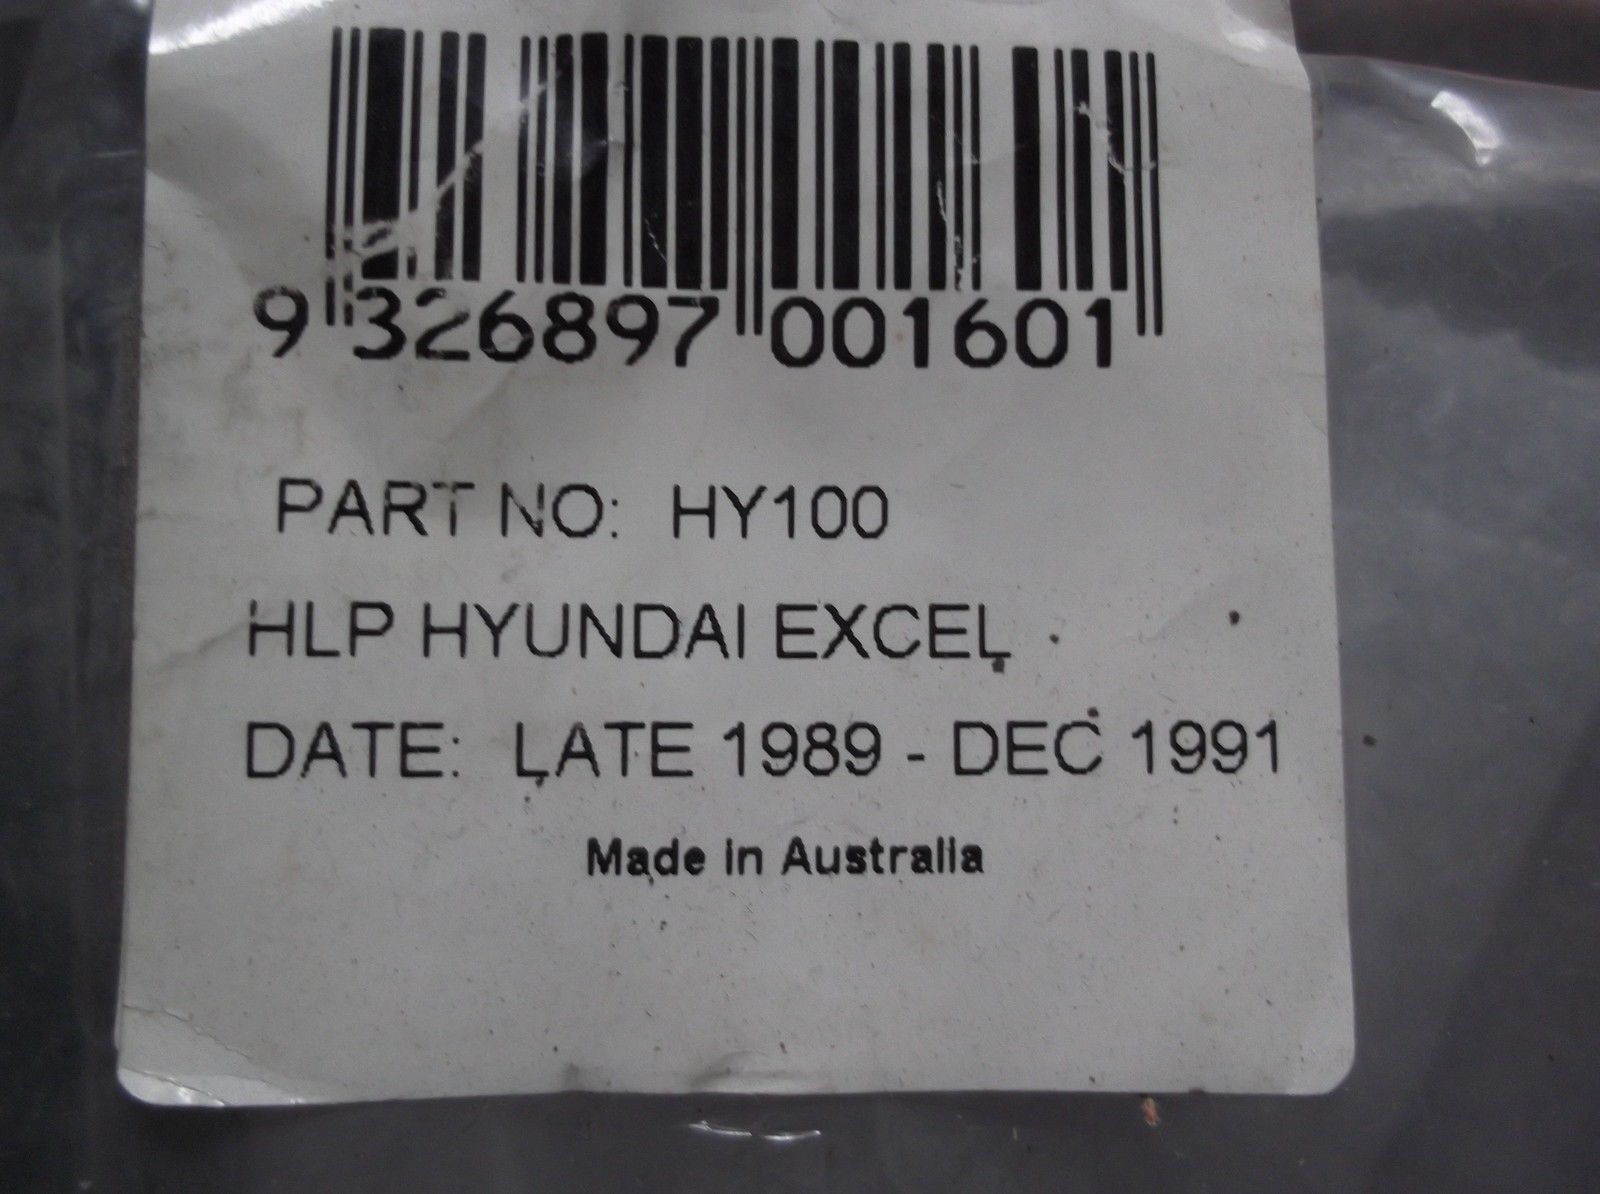 9 326897 001601
PART NO: HY100
HLP HYUNDAI EXCEL
DATE: LATE 1989 - DEC 1991
Made in Australia